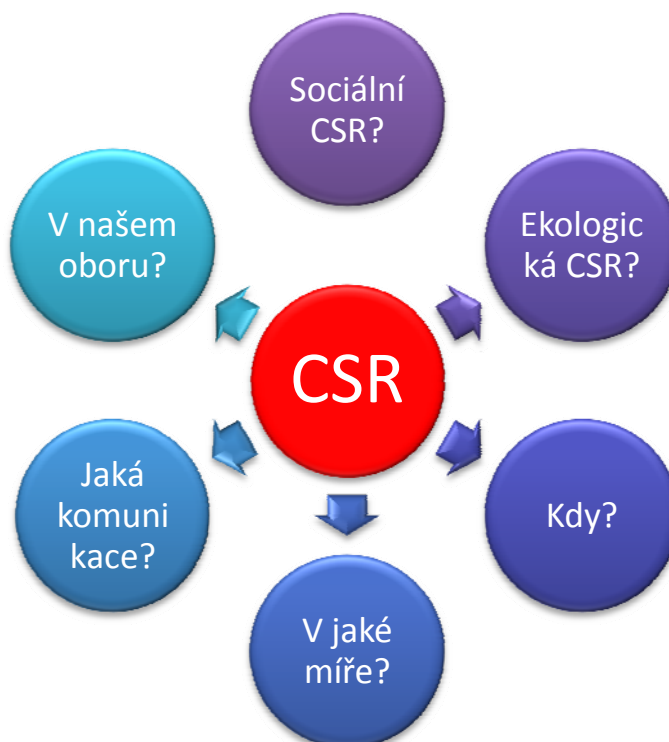 Sociální
CSR?
V našem
oboru?
Ekologic
ká CSR?
CSR
Jaká
komuni
kace?
Kdy?
V jaké
míře?